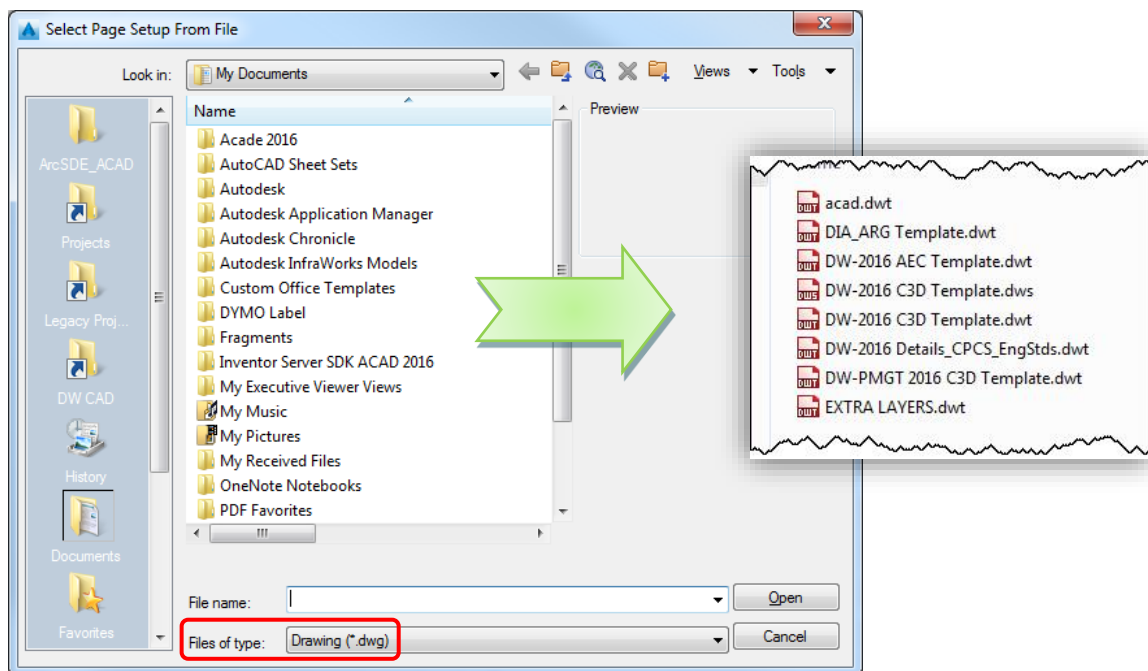 Select Page Setup From File
Look in:
My Documents
Views
Tools
ArcSDE_ACAD
Projects
Legacy Proj...
DW CAD
History
Documents
Favorites
Name
Acade 2016
AutoCAD Sheet Sets
Autodesk
Autodesk Application Manager
Autodesk Chronicle
Autodesk InfraWorks Models
Custom Office Templates
DYMO Label
Fragments
Inventor Server SDK ACAD 2016
My Executive Viewer Views
My Music
My Pictures
My Received Files
OneNote Notebooks
PDF Favorites
Preview
acad.dwt
DIA_ARG Template.dwt
DW-2016 AEC Template.dwt
DW-2016 C3D Template.dws
DW-2016 C3D Template.dwt
DW-2016 Details_CPCS_EngStds.dwt
DW-PMGT 2016 C3D Template.dwt
EXTRA LAYERS.dwt
File name:
Open
Files of type:
Drawing (*.dwg)
Cancel